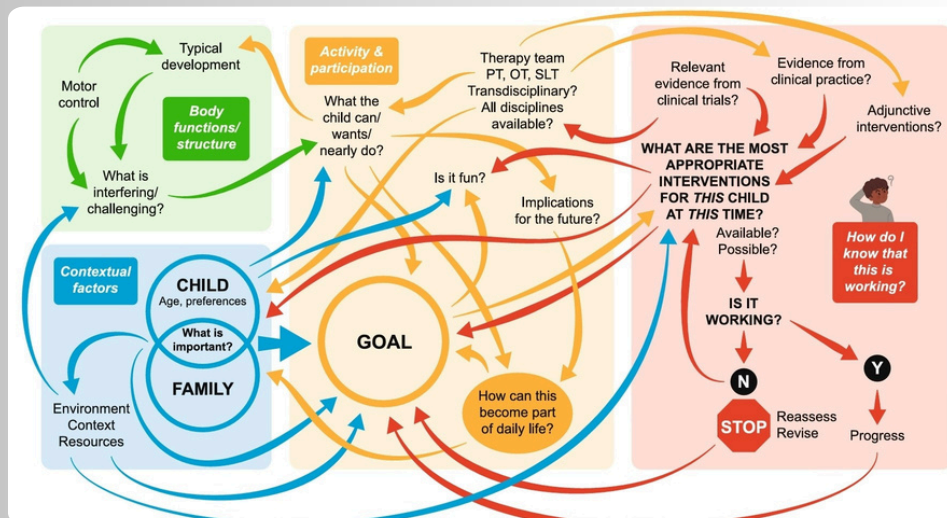 Typical
development
Motor
control
Body
functions/
structure
What is
interfering/
challenging?
Contextual
factors
CHILD
Age, preferences
What is
important?
FAMILY
Environment
Context
Resources
Activity &
participation
What the
child can/
wants/
nearly do?
Therapy team
PT, OT, SLT
Transdisciplinary?
All disciplines
available?
Is it fun?
Implications
for the future?
GOAL
How can this
become part
of daily life?
Relevant
evidence from
clinical trials?
Evidence from
clinical practice?
Adjunctive
interventions?
WHAT ARE THE MOST
APPROPRIATE
INTERVENTIONS
FOR THIS CHILD
AT THIS TIME?
Available?
Possible?
How do I
know that
this is
working?
IS IT
WORKING?
N
Y
STOP
Reassess
Revise
Progress